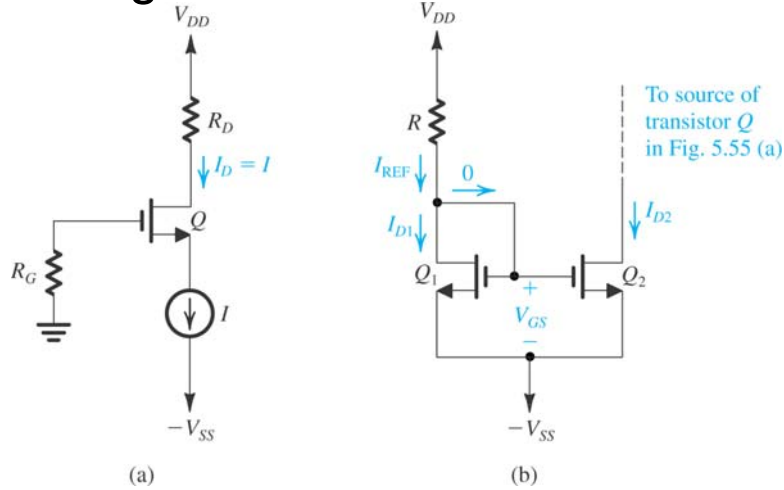 V_DD
R_D
I_D = I
Q
R_G
I
−V_SS
(a)
V_DD
R
To source of
transistor Q
in Fig. 5.55 (a)
I_REF
0
I_D1
I_D2
Q_1
+
V_GS
−
Q_2
−V_SS
(b)